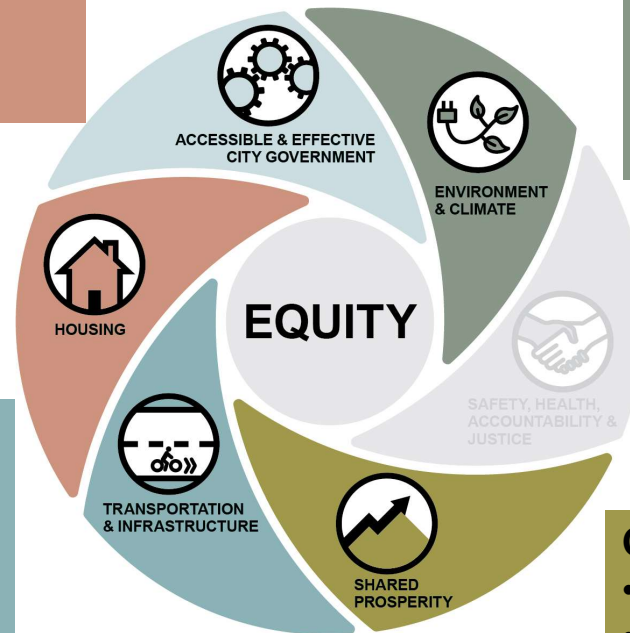 ACCESSIBLE & EFFECTIVE
CITY GOVERNMENT
ENVIRONMENT
& CLIMATE
HOUSING
EQUITY
SAFETY, HEALTH,
ACCOUNTABILITY &
JUSTICE
TRANSPORTATION
& INFRASTRUCTURE
SHARED
PROSPERITY